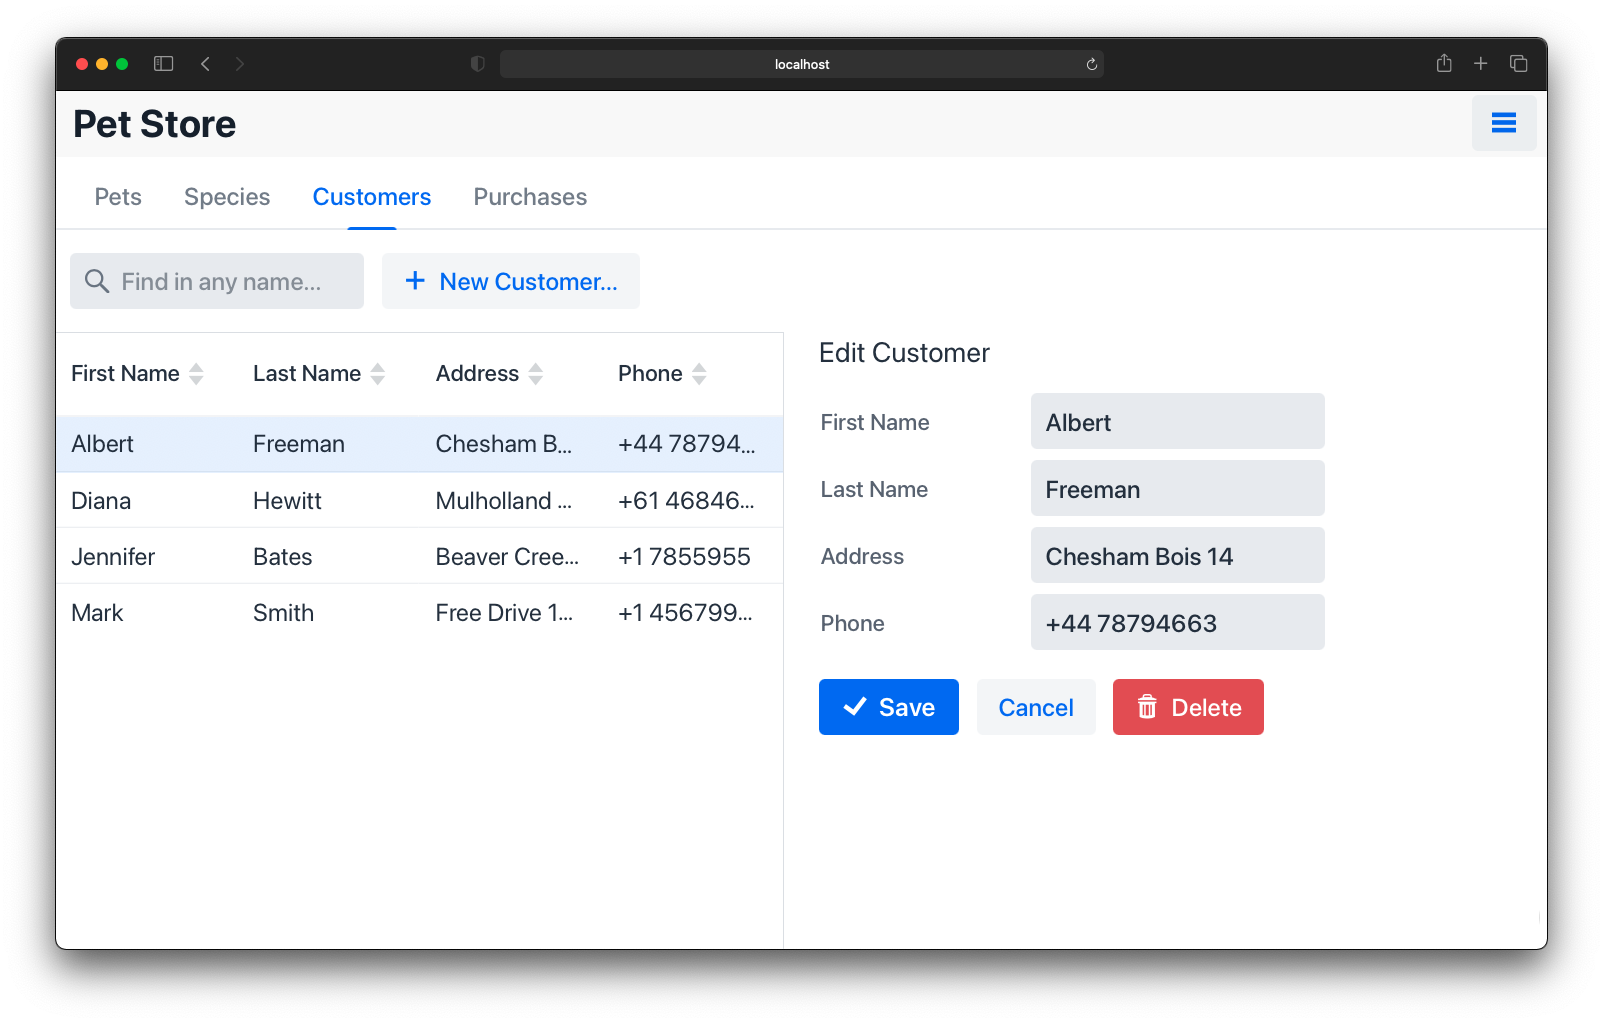 localhost
Pet Store
Pets Species Customers Purchases
Find in any name... + New Customer...
First Name Last Name Address Phone
Albert Freeman Chesham B... +44 78794...
Diana Hewitt Mulholland ... +61 46846...
Jennifer Bates Beaver Cree... +1 7855955
Mark Smith Free Drive 1... +1 456799...
Edit Customer
First Name Albert
Last Name Freeman
Address Chesham Bois 14
Phone +44 78794663
Save Cancel Delete